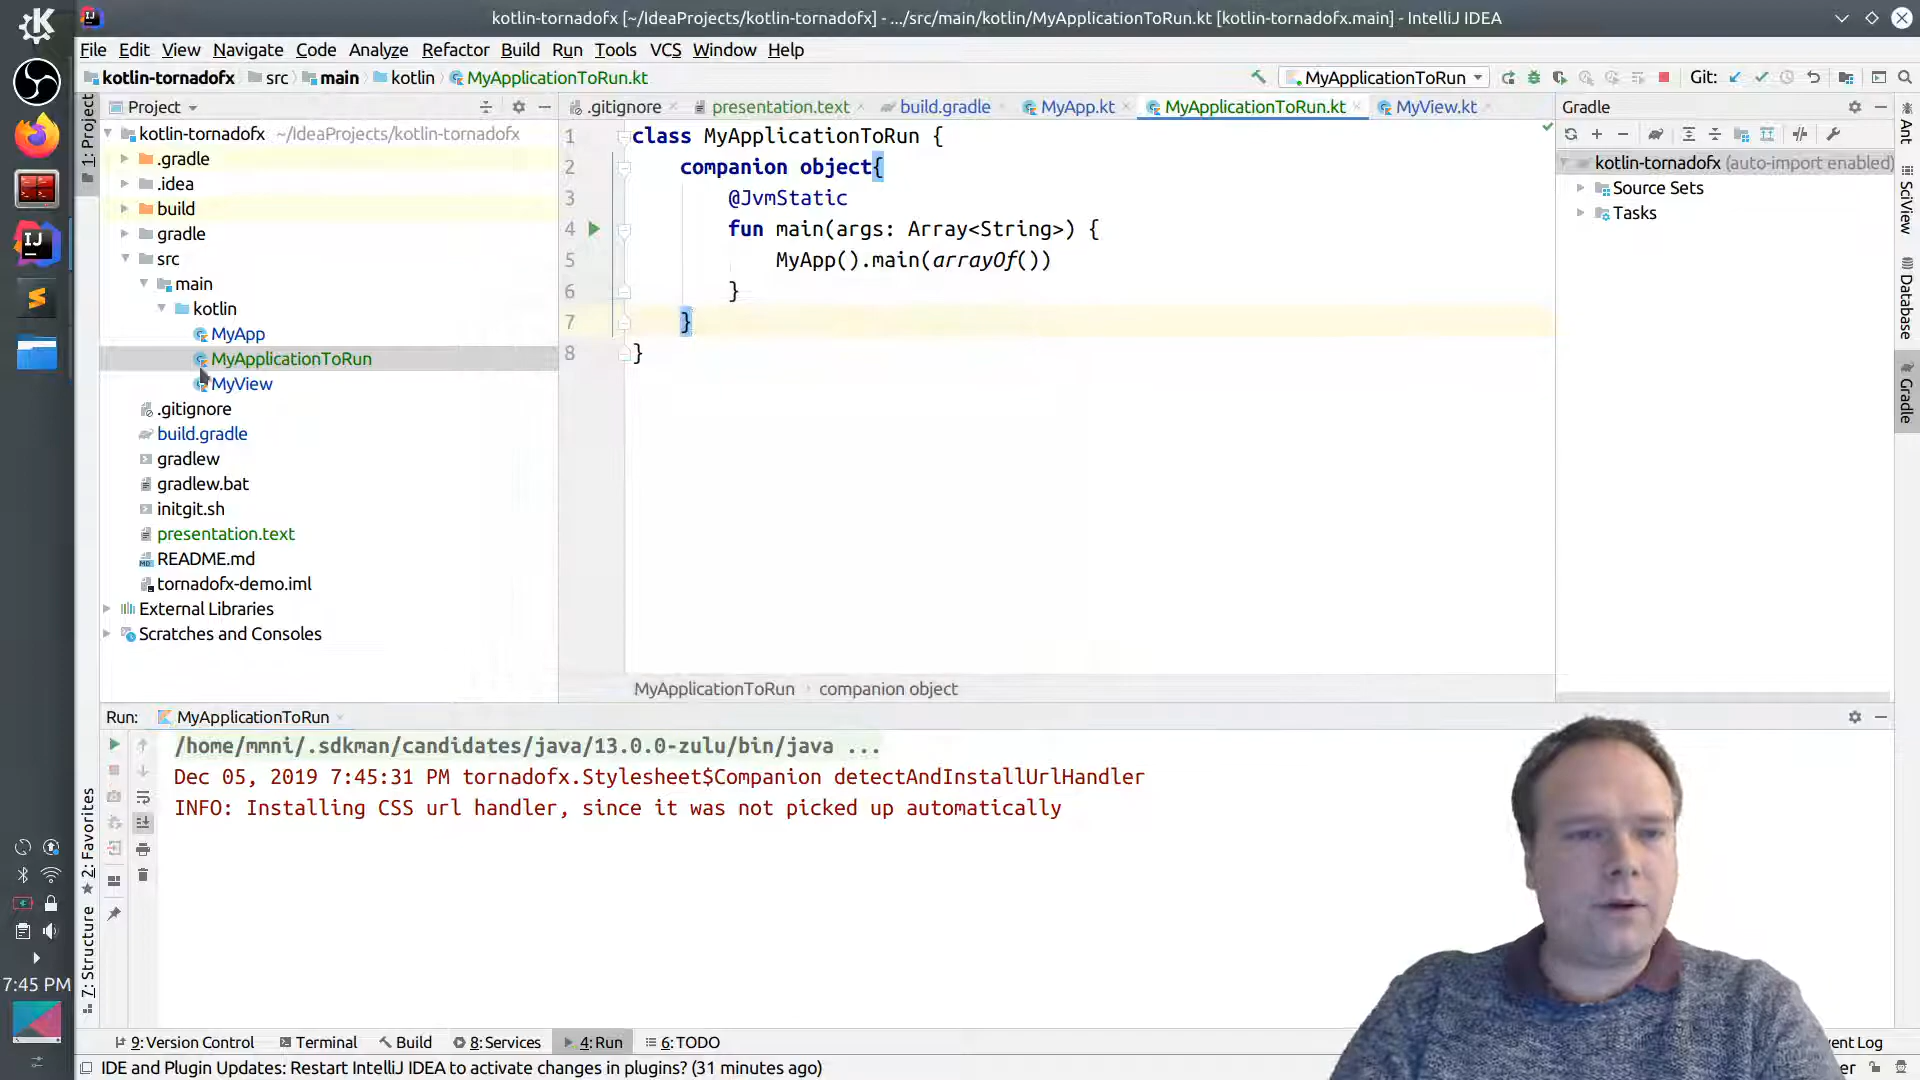 kotlin-tornadofx [~/IdeaProjects/kotlin-tornadofx] - .../src/main/kotlin/MyApplicationToRun.kt [kotlin-tornadofx.main] - IntelliJ IDEA
File Edit View Navigate Code Analyze Refactor Build Run Tools VCS Window Help
kotlin-tornadofx src main kotlin MyApplicationToRun.kt MyApplicationToRun Git:
Project .gitignore presentation.text build.gradle MyApp.kt MyApplicationToRun.kt MyView.kt Gradle
1: Project
kotlin-tornadofx ~/IdeaProjects/kotlin-tornadofx
.gradle
.idea
build
gradle
src
main
kotlin
MyApp
MyApplicationToRun
MyView
.gitignore
build.gradle
gradlew
gradlew.bat
initgit.sh
presentation.text
README.md
tornadofx-demo.iml
External Libraries
Scratches and Consoles
1 class MyApplicationToRun {
2 companion object{
3 @JvmStatic
4 fun main(args: Array<String>) {
5 MyApp().main(arrayOf())
6 }
7 }
8 }
MyApplicationToRun › companion object
kotlin-tornadofx (auto-import enabled)
Source Sets
Tasks
Ant
SciView
Database
Gradle
Run: MyApplicationToRun
/home/mmni/.sdkman/candidates/java/13.0.0-zulu/bin/java ...
Dec 05, 2019 7:45:31 PM tornadofx.Stylesheet$Companion detectAndInstallUrlHandler
INFO: Installing CSS url handler, since it was not picked up automatically
2: Favorites
7: Structure
7:45 PM
9: Version Control Terminal Build 8: Services 4: Run 6: TODO ent Log
IDE and Plugin Updates: Restart IntelliJ IDEA to activate changes in plugins? (31 minutes ago) er